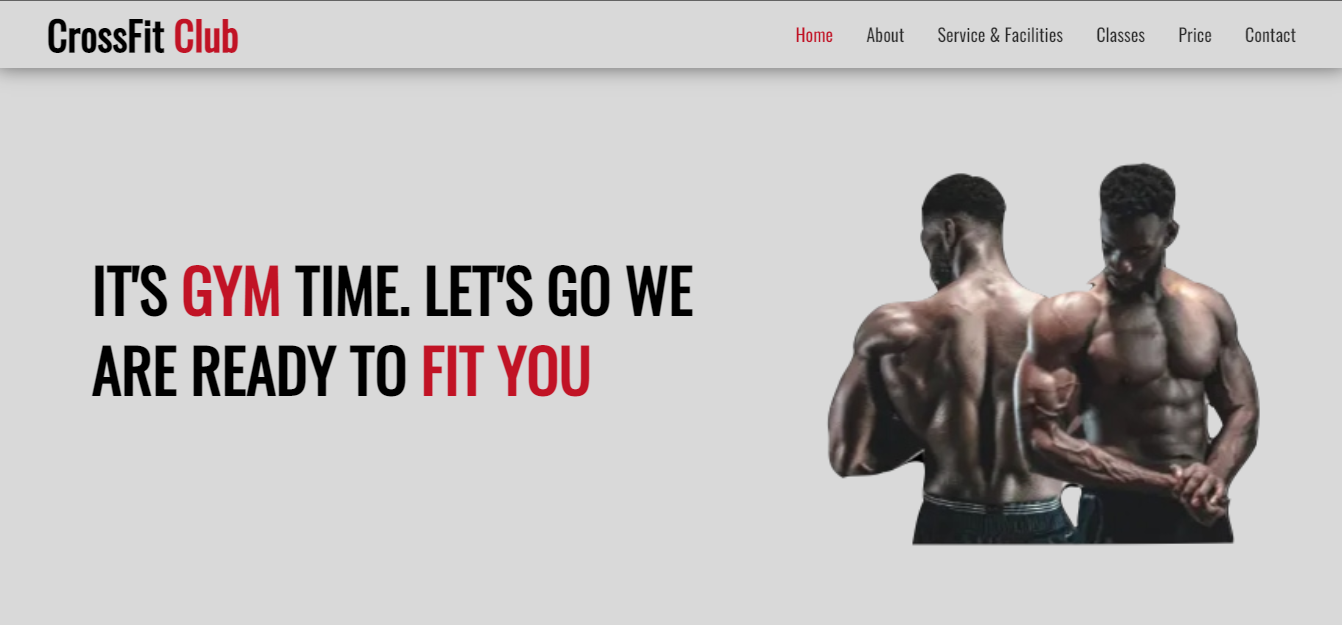 CrossFit Club
Home About Service & Facilities Classes Price Contact
IT'S GYM TIME. LET'S GO WE
ARE READY TO FIT YOU